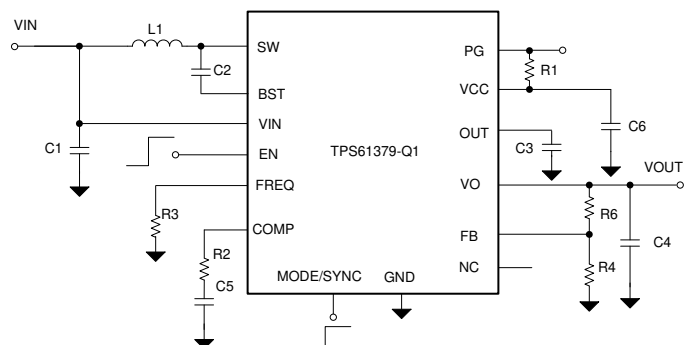 VIN
L1
SW
PG
R1
C2
VCC
BST
VIN
OUT
C6
C1
TPS61379-Q1
C3
EN
VOUT
FREQ
VO
R3
R6
COMP
FB
C4
R2
NC
R4
C5
MODE/SYNC
GND